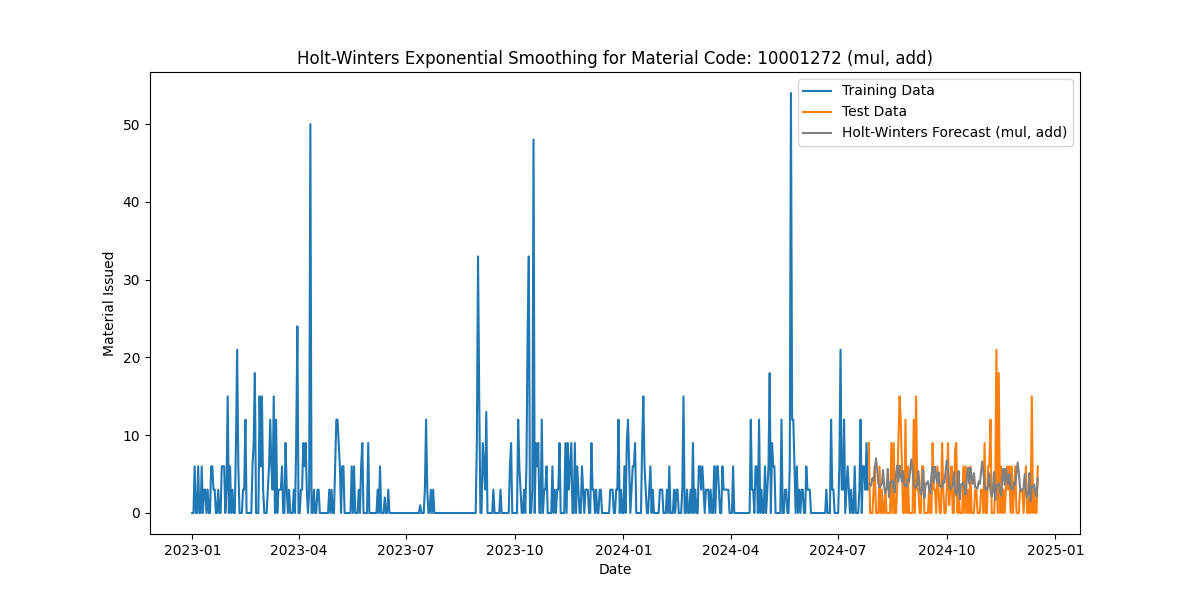 Holt-Winters Exponential Smoothing for Material Code: 10001272 (mul, add)
Training Data
Test Data
Holt-Winters Forecast (mul, add)
Material Issued
50
40
30
20
10
0
2023-01 2023-04 2023-07 2023-10 2024-01 2024-04 2024-07 2024-10 2025-01
Date